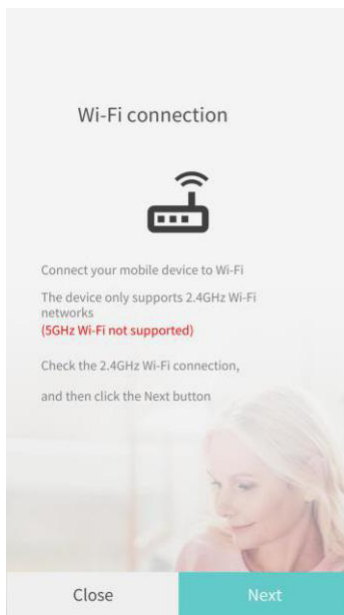 Wi-Fi connection
Connect your mobile device to Wi-Fi
The device only supports 2.4GHz Wi-Fi
networks
(5GHz Wi-Fi not supported)
Check the 2.4GHz Wi-Fi connection,
and then click the Next button
Close
Next